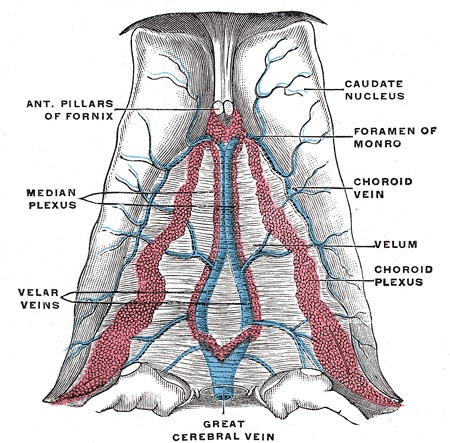 CAUDATE
NUCLEUS
ANT. PILLARS
OF FORNIX
FORAMEN OF
MONRO
MEDIAN
PLEXUS
CHOROID
VEIN
VELUM
CHOROID
PLEXUS
VELAR
VEINS
GREAT
CEREBRAL VEIN